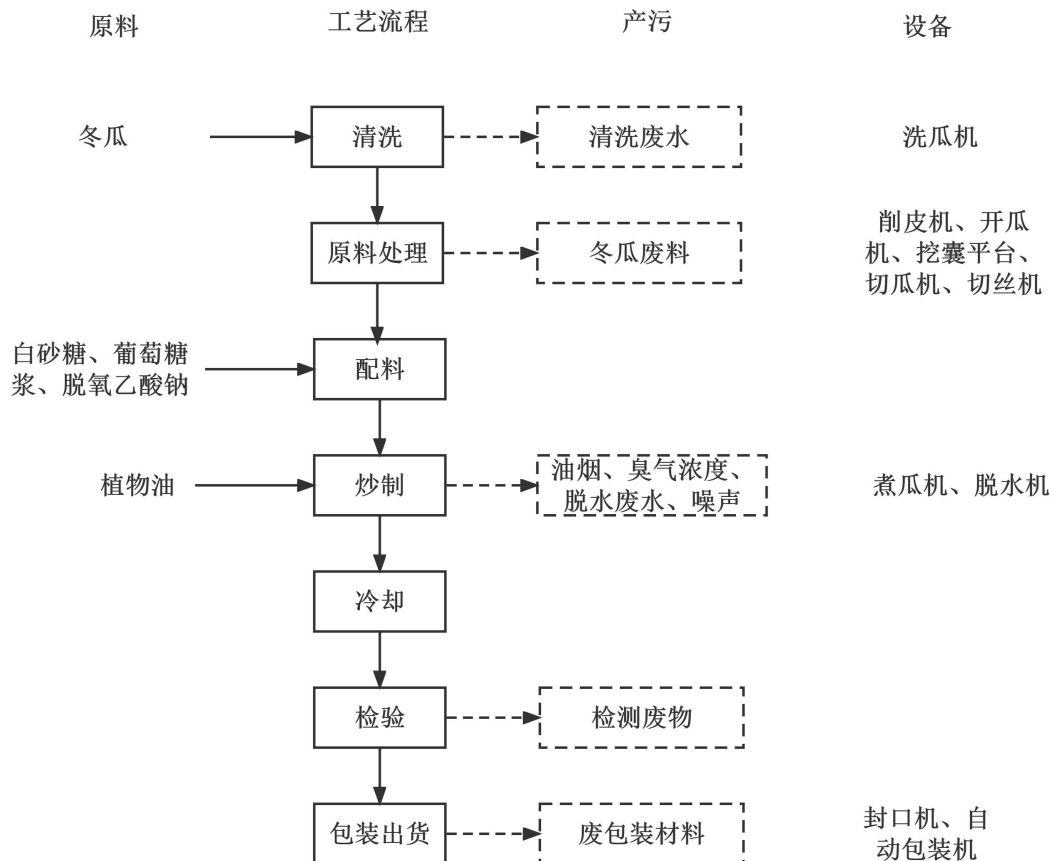 原料
工艺流程
产污
设备
冬瓜
清洗
清洗废水
洗瓜机
原料处理
冬瓜废料
削皮机、开瓜
机、挖囊平台、
切瓜机、切丝机
白砂糖、葡萄糖
浆、脱氧乙酸钠
配料
植物油
炒制
油烟、臭气浓度、
脱水废水、噪声
煮瓜机、脱水机
冷却
检验
检测废物
包装出货
废包装材料
封口机、自
动包装机